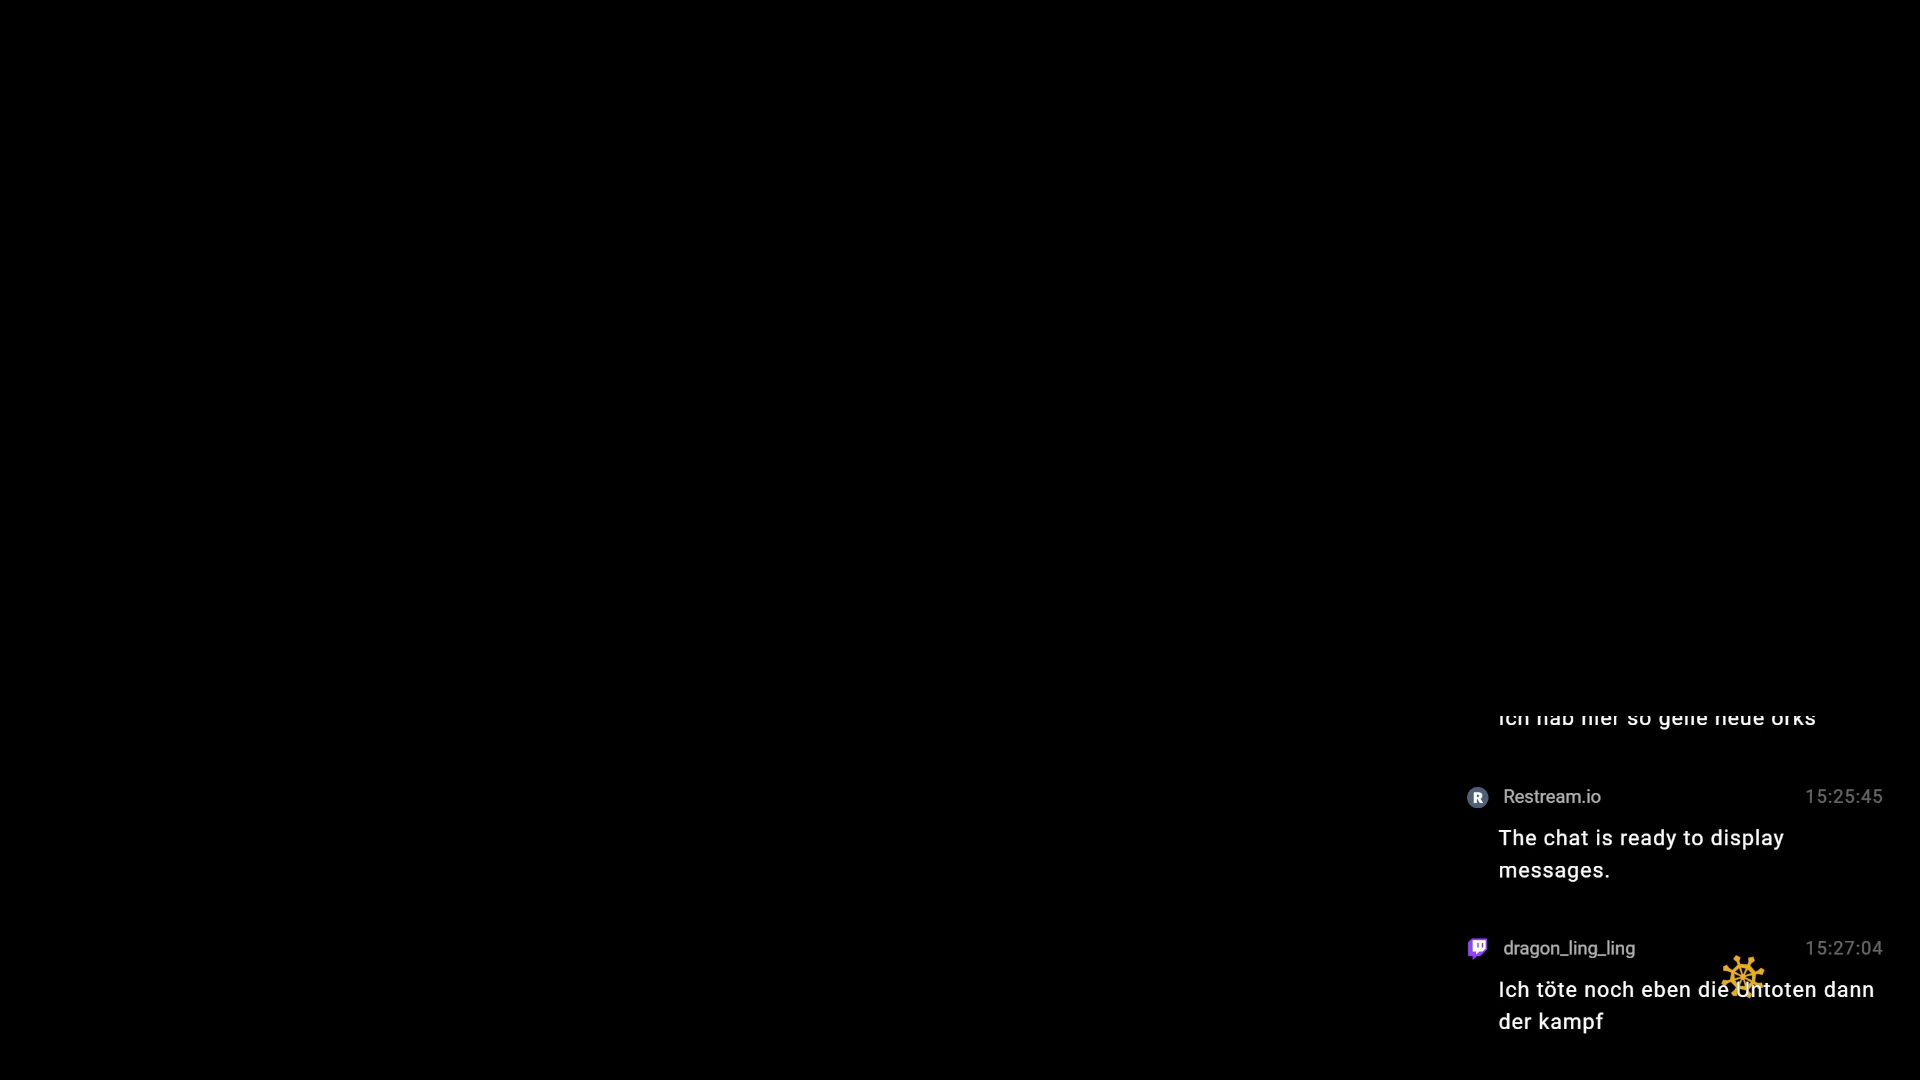 Ich hab hier so geile neue orks
Restream.io 15:25:45
The chat is ready to display
messages.
dragon_ling_ling 15:27:04
Ich töte noch eben die Untoten dann
der kampf